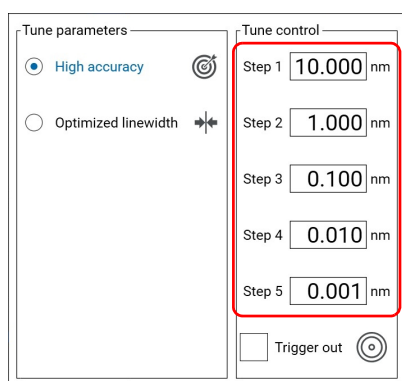 Tune parameters
High accuracy
Optimized linewidth
Tune control
Step 1 10.000 nm
Step 2 1.000 nm
Step 3 0.100 nm
Step 4 0.010 nm
Step 5 0.001 nm
Trigger out